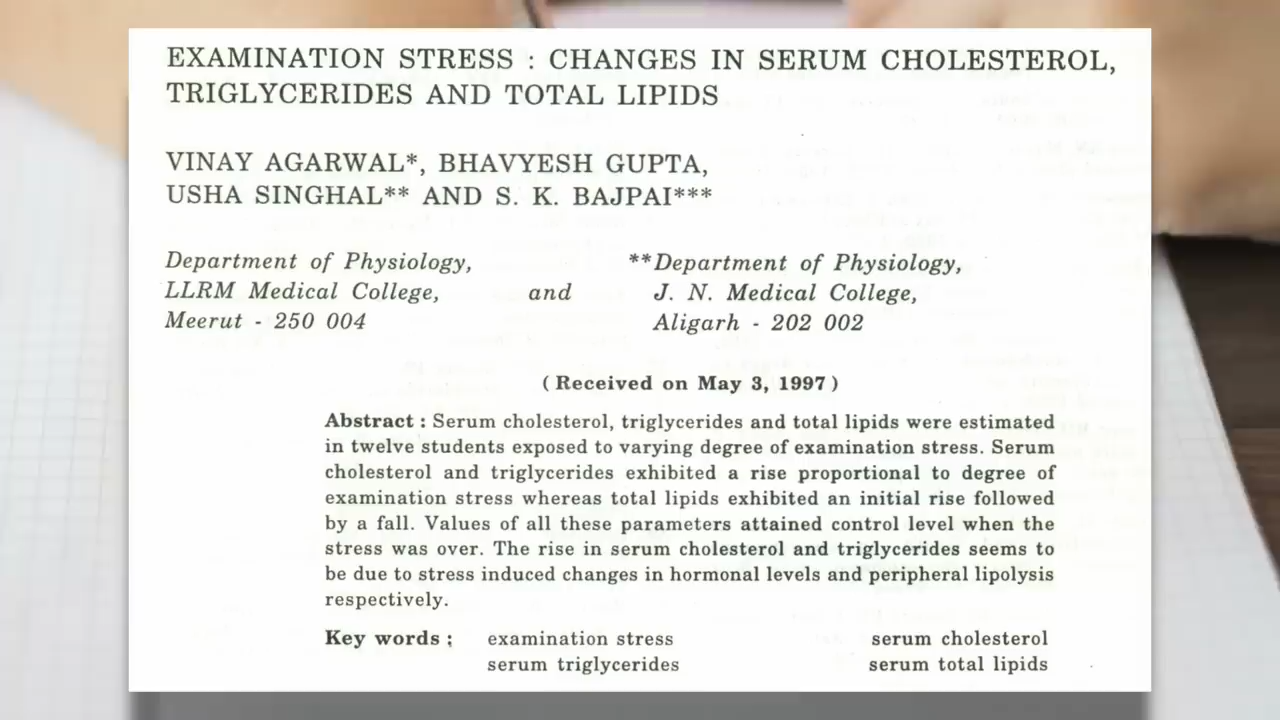 EXAMINATION STRESS : CHANGES IN SERUM CHOLESTEROL,
TRIGLYCERIDES AND TOTAL LIPIDS
VINAY AGARWAL*, BHAVYESH GUPTA,
USHA SINGHAL** AND S. K. BAJPAI***
Department of Physiology,
LLRM Medical College,
Meerut - 250 004
and
**Department of Physiology,
J. N. Medical College,
Aligarh - 202 002
( Received on May 3, 1997 )
Abstract : Serum cholesterol, triglycerides and total lipids were estimated
in twelve students exposed to varying degree of examination stress. Serum
cholesterol and triglycerides exhibited a rise proportional to degree of
examination stress whereas total lipids exhibited an initial rise followed
by a fall. Values of all these parameters attained control level when the
stress was over. The rise in serum cholesterol and triglycerides seems to
be due to stress induced changes in hormonal levels and peripheral lipolysis
respectively.
Key words : examination stress serum cholesterol
serum triglycerides serum total lipids